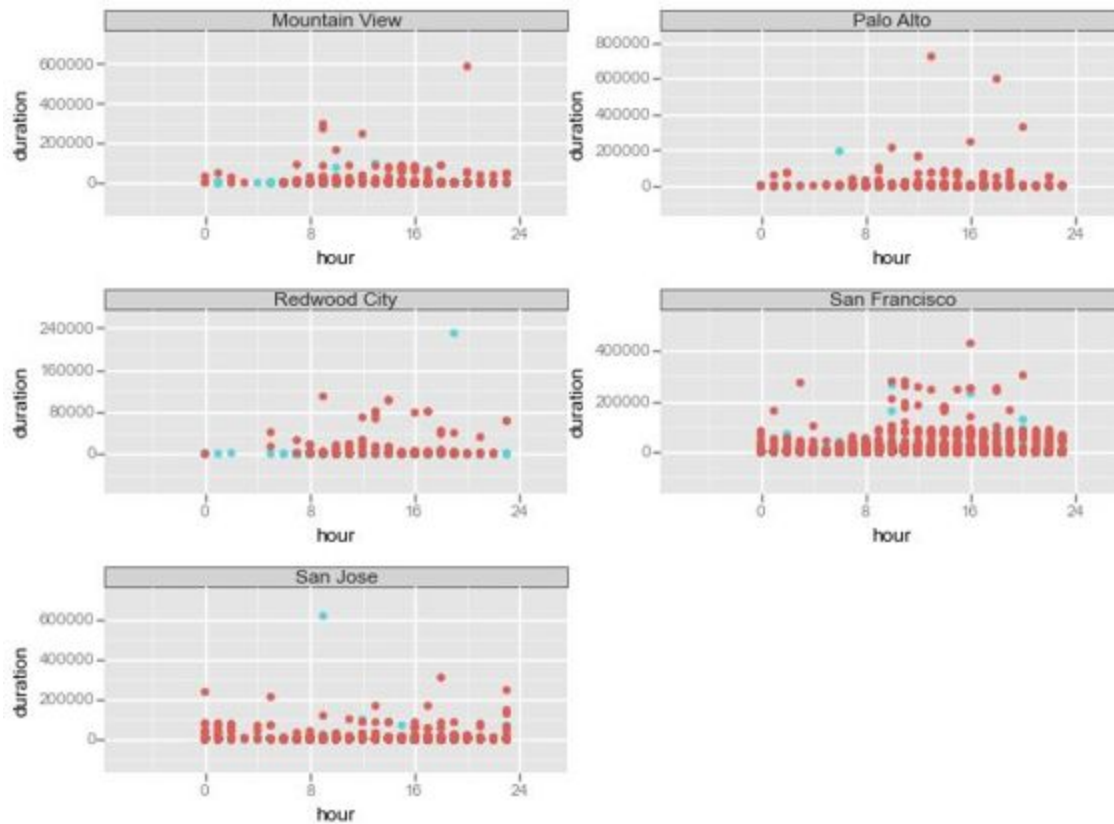 Mountain View
600000
400000
200000
0
duration
0 8 16 24
hour
Palo Alto
800000
600000
400000
200000
0
duration
0 8 16 24
hour
Redwood City
240000
160000
80000
0
duration
0 8 16 24
hour
San Francisco
400000
200000
0
duration
0 8 16 24
hour
San Jose
600000
400000
200000
0
duration
0 8 16 24
hour